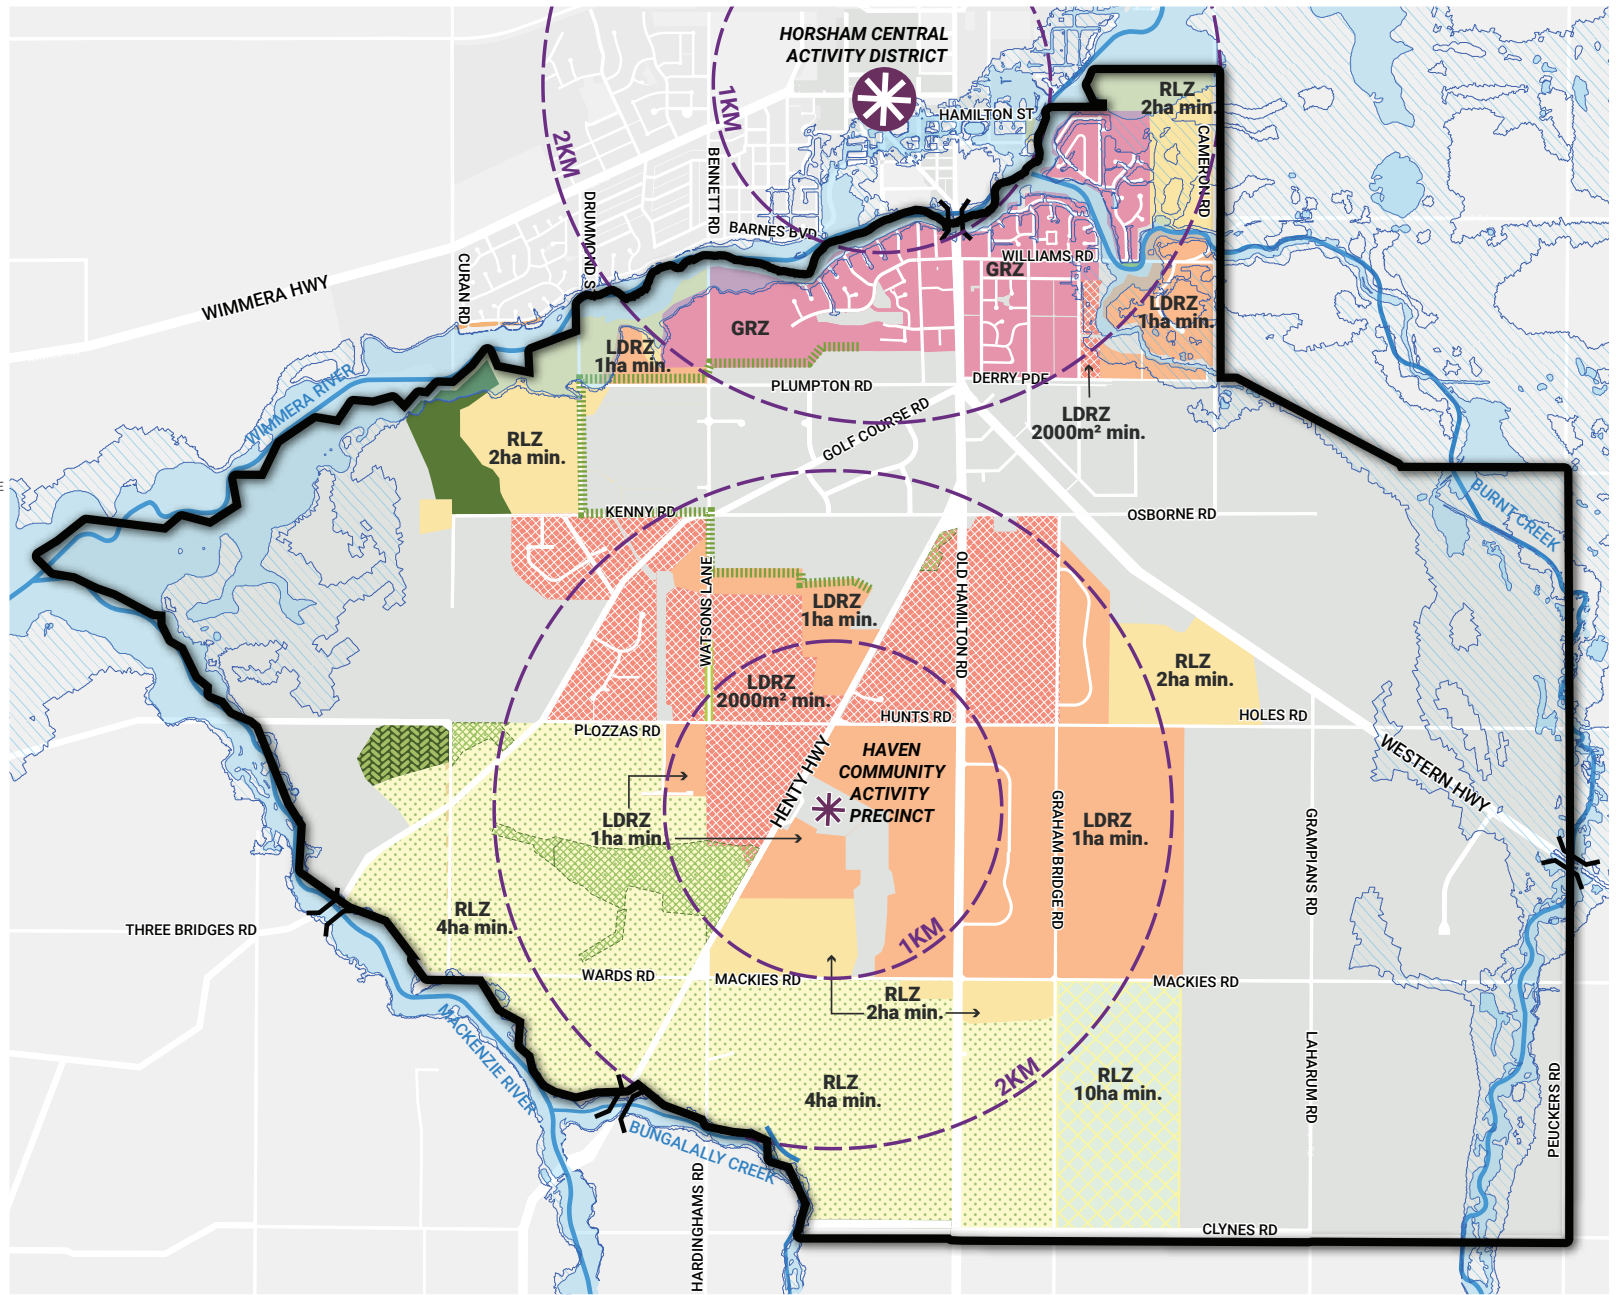 HORSHAM CENTRAL
ACTIVITY DISTRICT
RLZ
2ha min.
HAMILTON ST
1KM
2KM
BENNETT RD
CAMERON RD
DRUMMOND S
BARNES BVD
CURAN RD
WILLIAMS RD
GRZ
WIMMERA HWY
LDRZ
1ha min.
GRZ
LDRZ
1ha min.
PLUMPTON RD
DERRY PDE
WIMMERA RIVER
GOLF COURSE RD
LDRZ
2000m² min.
RLZ
2ha min.
E
KENNY RD
OSBORNE RD
BURNT CREEK
WATSONS LANE
OLD HAMILTON RD
LDRZ
1ha min.
RLZ
2ha min.
LDRZ
2000m² min.
PLOZZAS RD
HUNTS RD
HOLES RD
HENTY HWY
HAVEN
COMMUNITY
ACTIVITY
PRECINCT
WESTERN HWY
LDRZ
1ha min.
GRAHAM BRIDGE RD
LDRZ
1ha min.
GRAMPIANS RD
RLZ
4ha min.
THREE BRIDGES RD
1KM
WARDS RD
MACKIES RD
MACKIES RD
RLZ
2ha min.
MACKENZIE RIVER
2KM
RLZ
4ha min.
RLZ
10ha min.
LAHARUM RD
PEUCKERS RD
BUNGALALLY CREEK
HARDINGHAMS RD
CLYNES RD